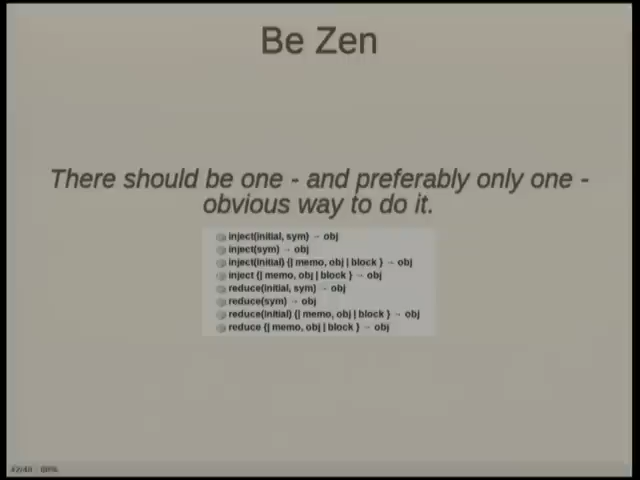 Be Zen
There should be one - and preferably only one -
obvious way to do it.
inject(initial, sym) → obj
inject(sym) → obj
inject(initial) {| memo, obj | block } → obj
inject {| memo, obj | block } → obj
reduce(initial, sym) → obj
reduce(sym) → obj
reduce(initial) {| memo, obj | block } → obj
reduce {| memo, obj | block } → obj